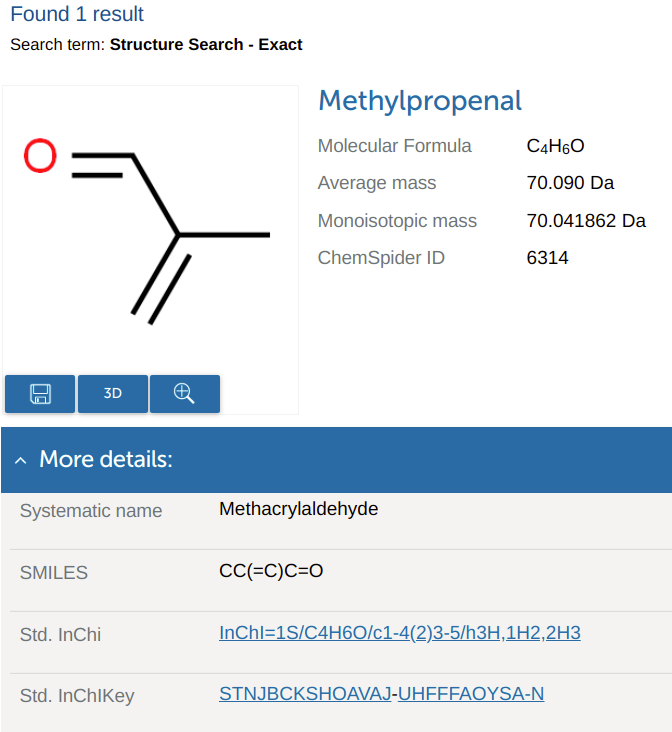 Found 1 result
Search term: Structure Search - Exact
Methylpropenal
O
Molecular Formula C₄H₆O
Average mass 70.090 Da
Monoisotopic mass 70.041862 Da
ChemSpider ID 6314
3D
More details:
Systematic name Methacrylaldehyde
SMILES CC(=C)C=O
Std. InChi InChI=1S/C4H6O/c1-4(2)3-5/h3H,1H2,2H3
Std. InChIKey STNJBCKSHOAVAJ-UHFFFAOYSA-N